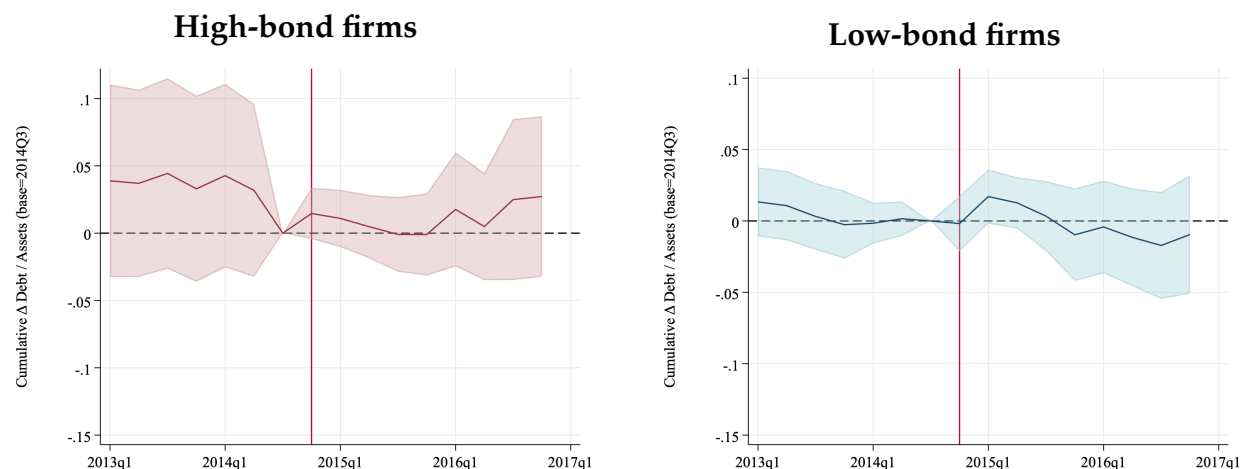 High-bond firms
Cumulative Δ Debt / Assets (base=2014Q3)
.1
.05
0
-.05
-.1
-.15
2013q1 2014q1 2015q1 2016q1 2017q1
Low-bond firms
Cumulative Δ Debt / Assets (base=2014Q3)
.1
.05
0
-.05
-.1
-.15
2013q1 2014q1 2015q1 2016q1 2017q1